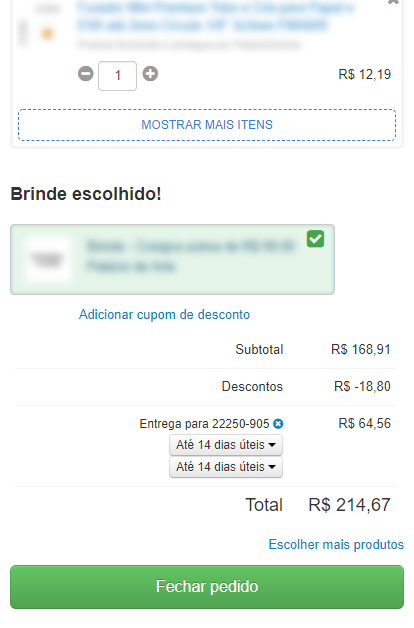 1
R$ 12,19
MOSTRAR MAIS ITENS
Brinde escolhido!
Adicionar cupom de desconto
Subtotal R$ 168,91
Descontos R$ -18,80
Entrega para 22250-905 R$ 64,56
Até 14 dias úteis
Até 14 dias úteis
Total R$ 214,67
Escolher mais produtos
Fechar pedido